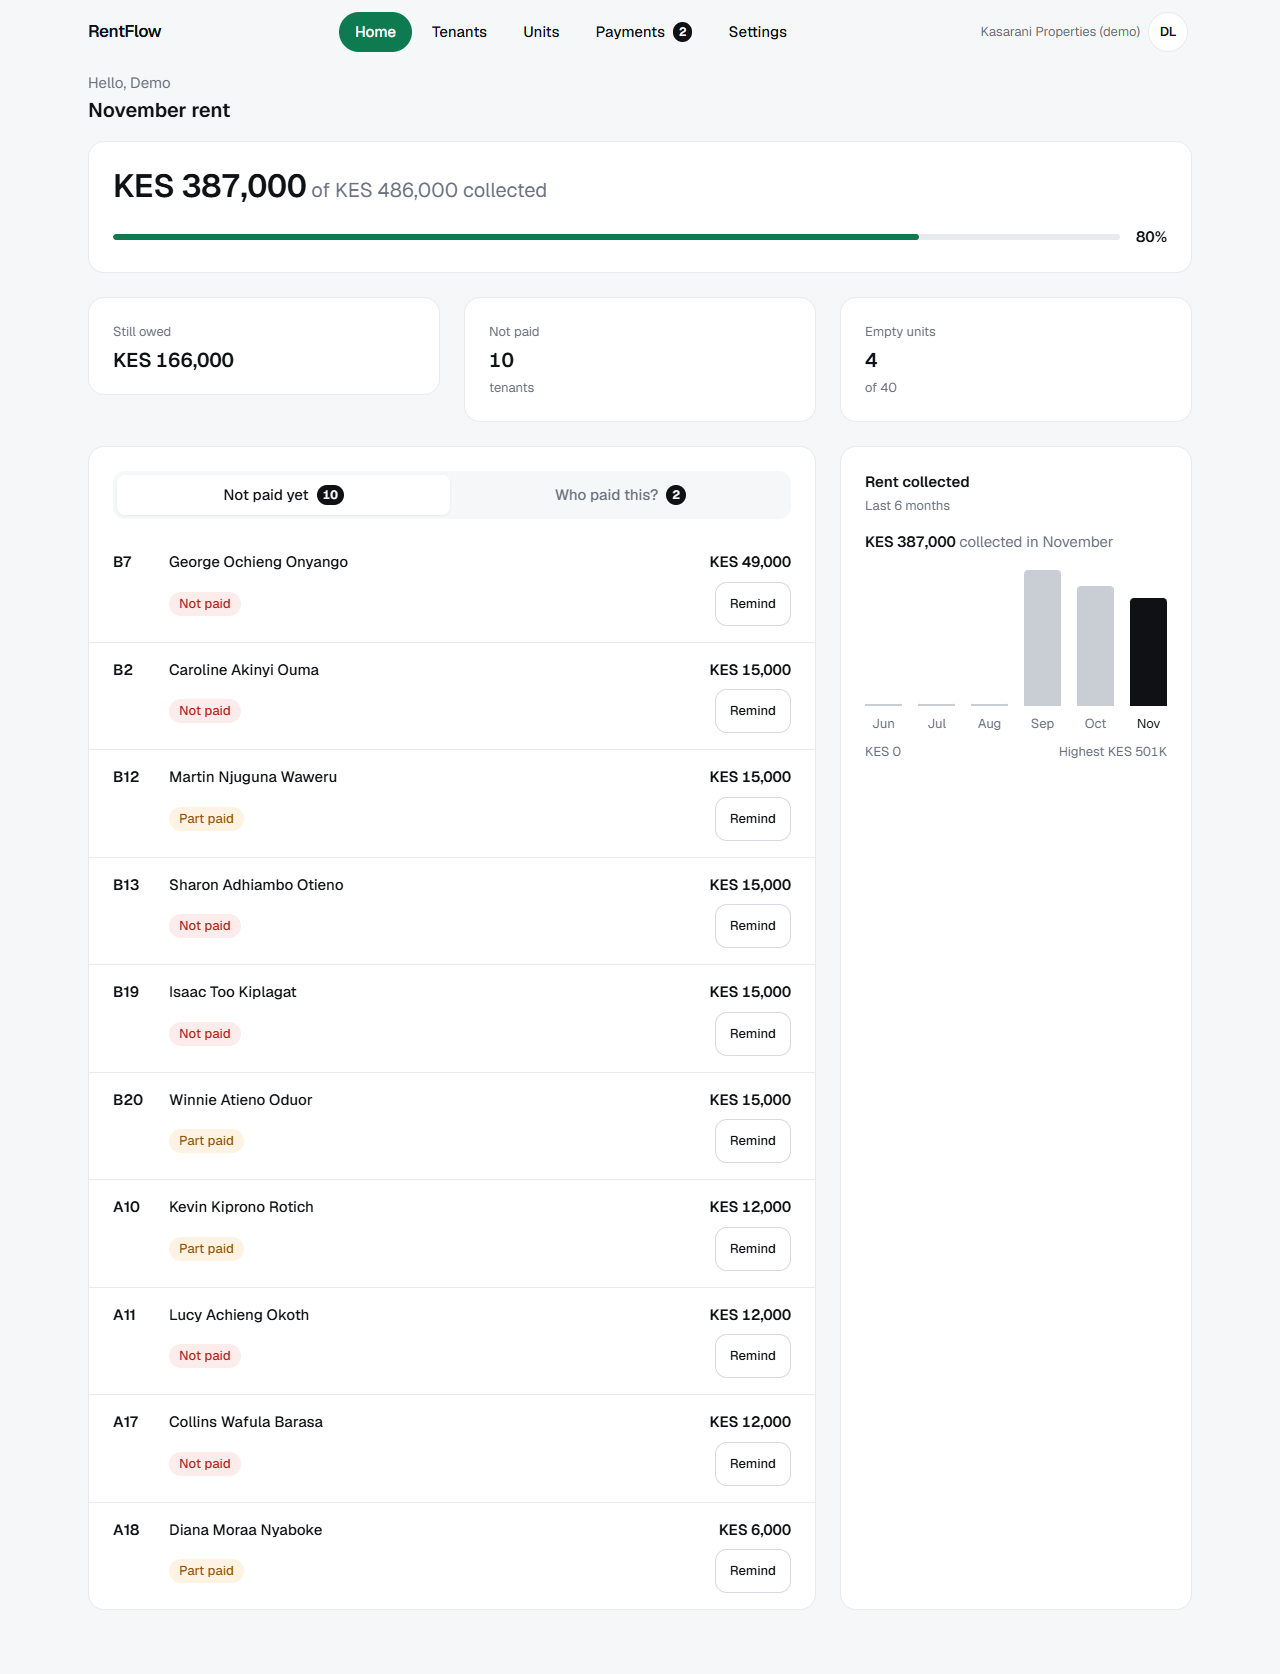 RentFlow
Home
Tenants
Units
Payments 2
Settings
Kasarani Properties (demo)
DL
Hello, Demo
November rent
KES 387,000 of KES 486,000 collected
80%
Still owed
KES 166,000
Not paid
10
tenants
Empty units
4
of 40
Not paid yet 10
Who paid this? 2
B7 George Ochieng Onyango KES 49,000
Not paid Remind
B2 Caroline Akinyi Ouma KES 15,000
Not paid Remind
B12 Martin Njuguna Waweru KES 15,000
Part paid Remind
B13 Sharon Adhiambo Otieno KES 15,000
Not paid Remind
B19 Isaac Too Kiplagat KES 15,000
Not paid Remind
B20 Winnie Atieno Oduor KES 15,000
Part paid Remind
A10 Kevin Kiprono Rotich KES 12,000
Part paid Remind
A11 Lucy Achieng Okoth KES 12,000
Not paid Remind
A17 Collins Wafula Barasa KES 12,000
Not paid Remind
A18 Diana Moraa Nyaboke KES 6,000
Part paid Remind
Rent collected
Last 6 months
KES 387,000 collected in November
Jun Jul Aug Sep Oct Nov
KES 0 Highest KES 501K